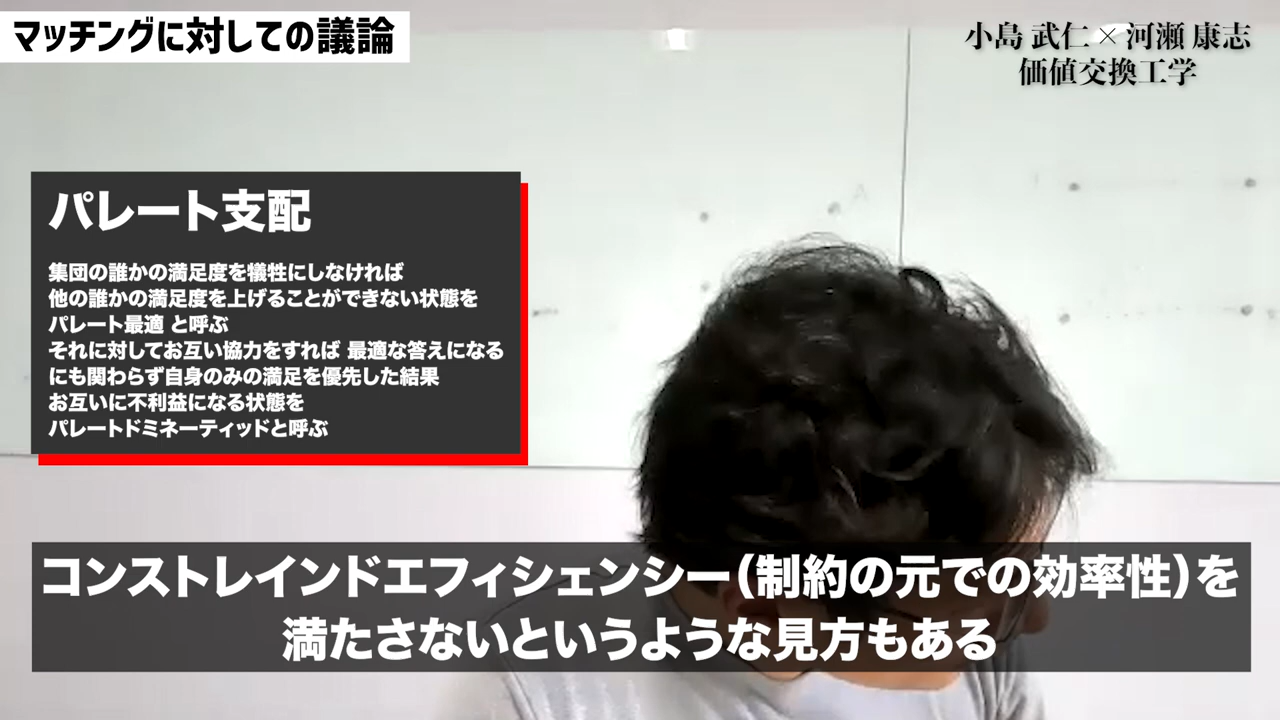 マッチングに対しての議論
小島 武仁 × 河瀬 康志
価値交換工学
パレート支配
集団の誰かの満足度を犠牲にしなければ
他の誰かの満足度を上げることができない状態を
パレート最適 と呼ぶ
それに対してお互い協力をすれば 最適な答えになる
にも関わらず自身のみの満足を優先した結果
お互いに不利益になる状態を
パレートドミネーティッドと呼ぶ
コンストレインドエフィシェンシー(制約の元での効率性)を
満たさないというような見方もある